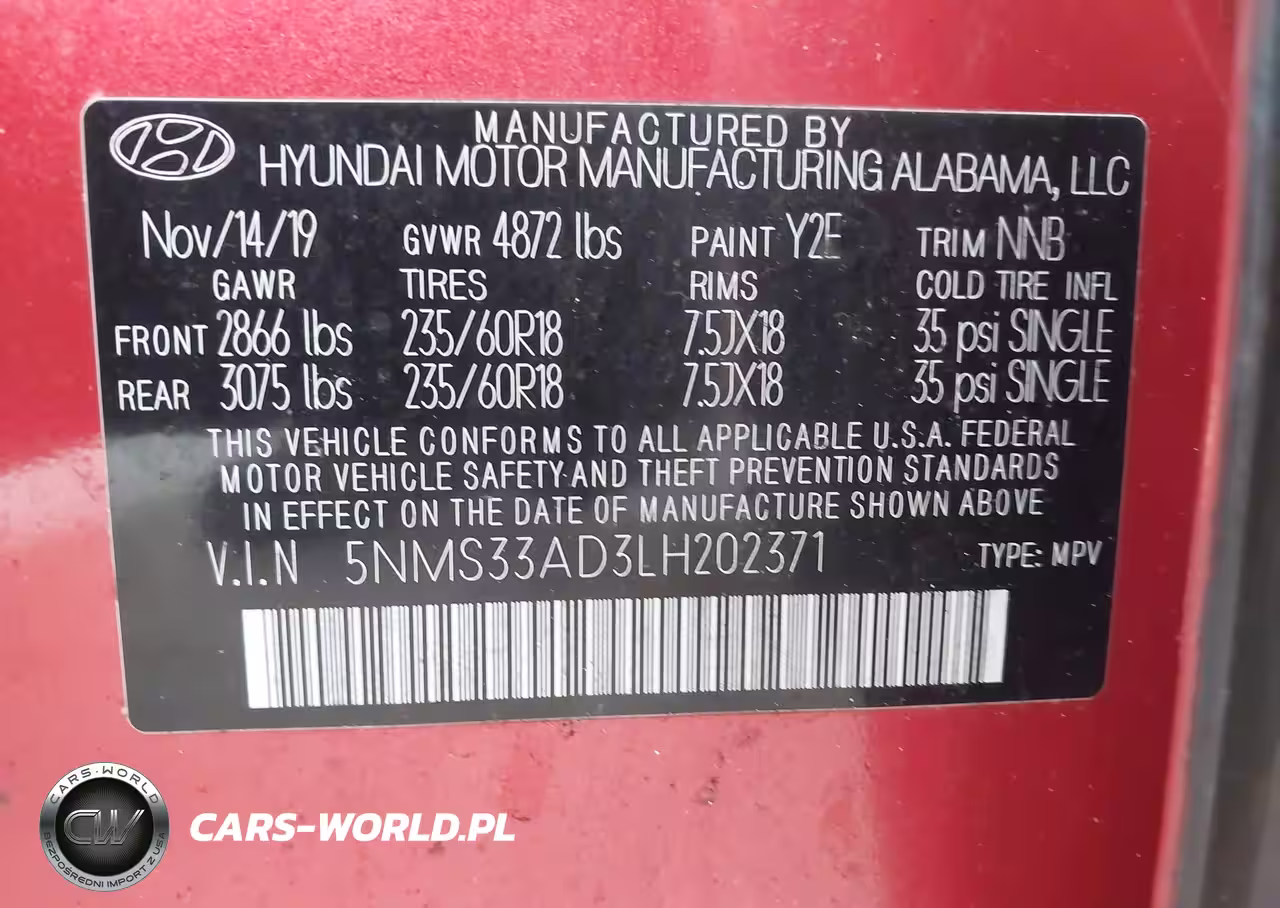 MANUFACTURED BY
HYUNDAI MOTOR MANUFACTURING ALABAMA, LLC
Nov/14/19 GVWR 4872 lbs PAINT Y2E TRIM NNB
GAWR TIRES RIMS COLD TIRE INFL
FRONT 2866 lbs 235/60R18 7.5JX18 35 psi SINGLE
REAR 3075 lbs 235/60R18 7.5JX18 35 psi SINGLE
THIS VEHICLE CONFORMS TO ALL APPLICABLE U.S.A. FEDERAL
MOTOR VEHICLE SAFETY AND THEFT PREVENTION STANDARDS
IN EFFECT ON THE DATE OF MANUFACTURE SHOWN ABOVE
V.I.N 5NMS33AD3LH202371 TYPE: MPV
CARS-WORLD
CW
BEZPOŚREDNI IMPORT Z USA
CARS-WORLD.PL